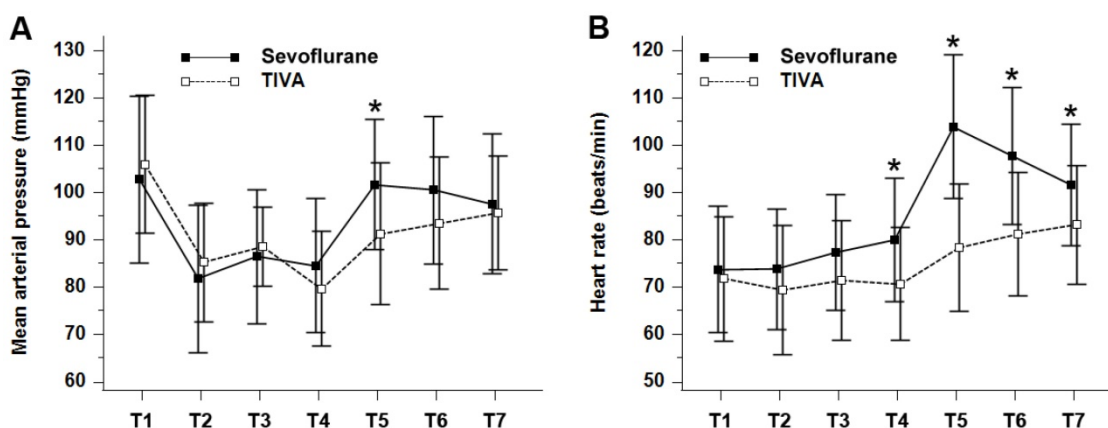 A
Mean arterial pressure (mmHg)
130
120
110
100
90
80
70
60
Sevoflurane
TIVA
*
T1 T2 T3 T4 T5 T6 T7
B
Heart rate (beats/min)
120
110
100
90
80
70
60
50
Sevoflurane
TIVA
* * * *
T1 T2 T3 T4 T5 T6 T7